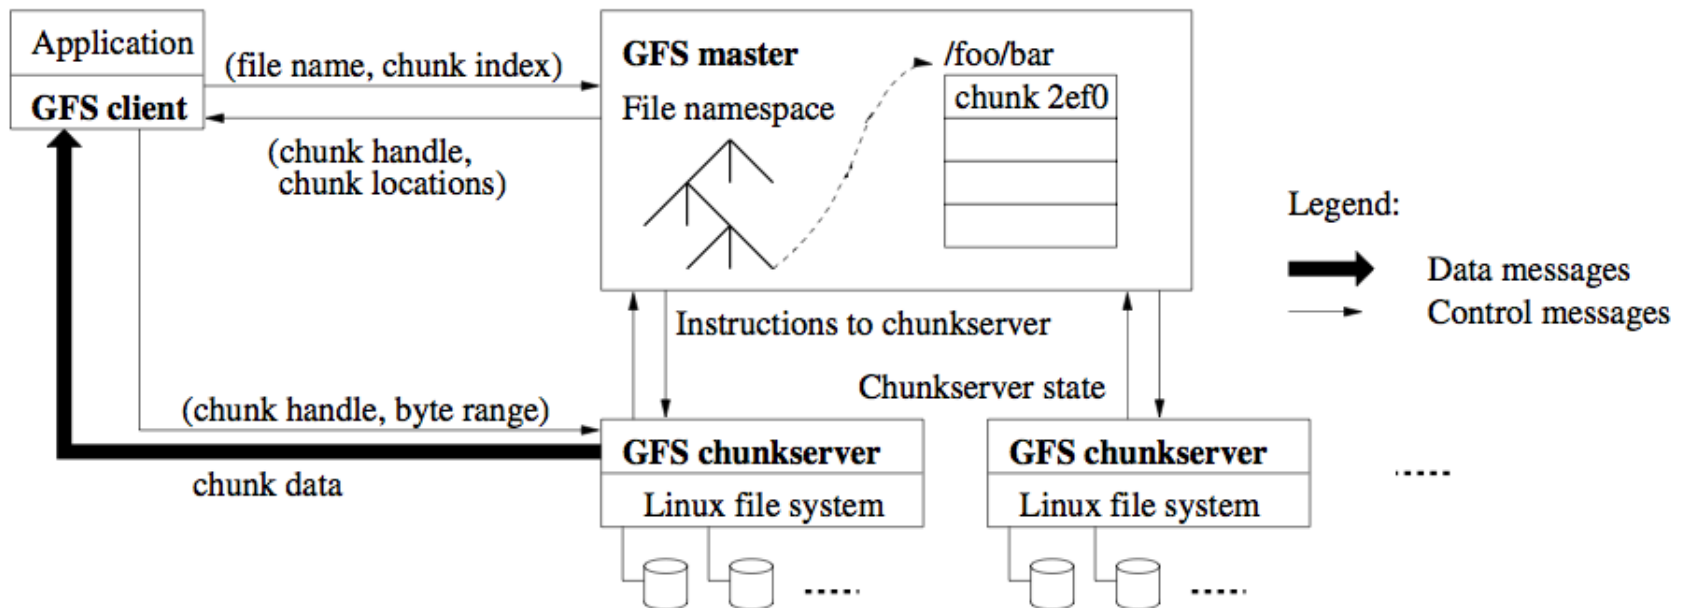 Application
GFS client
(file name, chunk index)
(chunk handle,
chunk locations)
GFS master
File namespace
/foo/bar
chunk 2ef0
Legend:
Data messages
Control messages
Instructions to chunkserver
Chunkserver state
(chunk handle, byte range)
chunk data
GFS chunkserver
Linux file system
GFS chunkserver
Linux file system